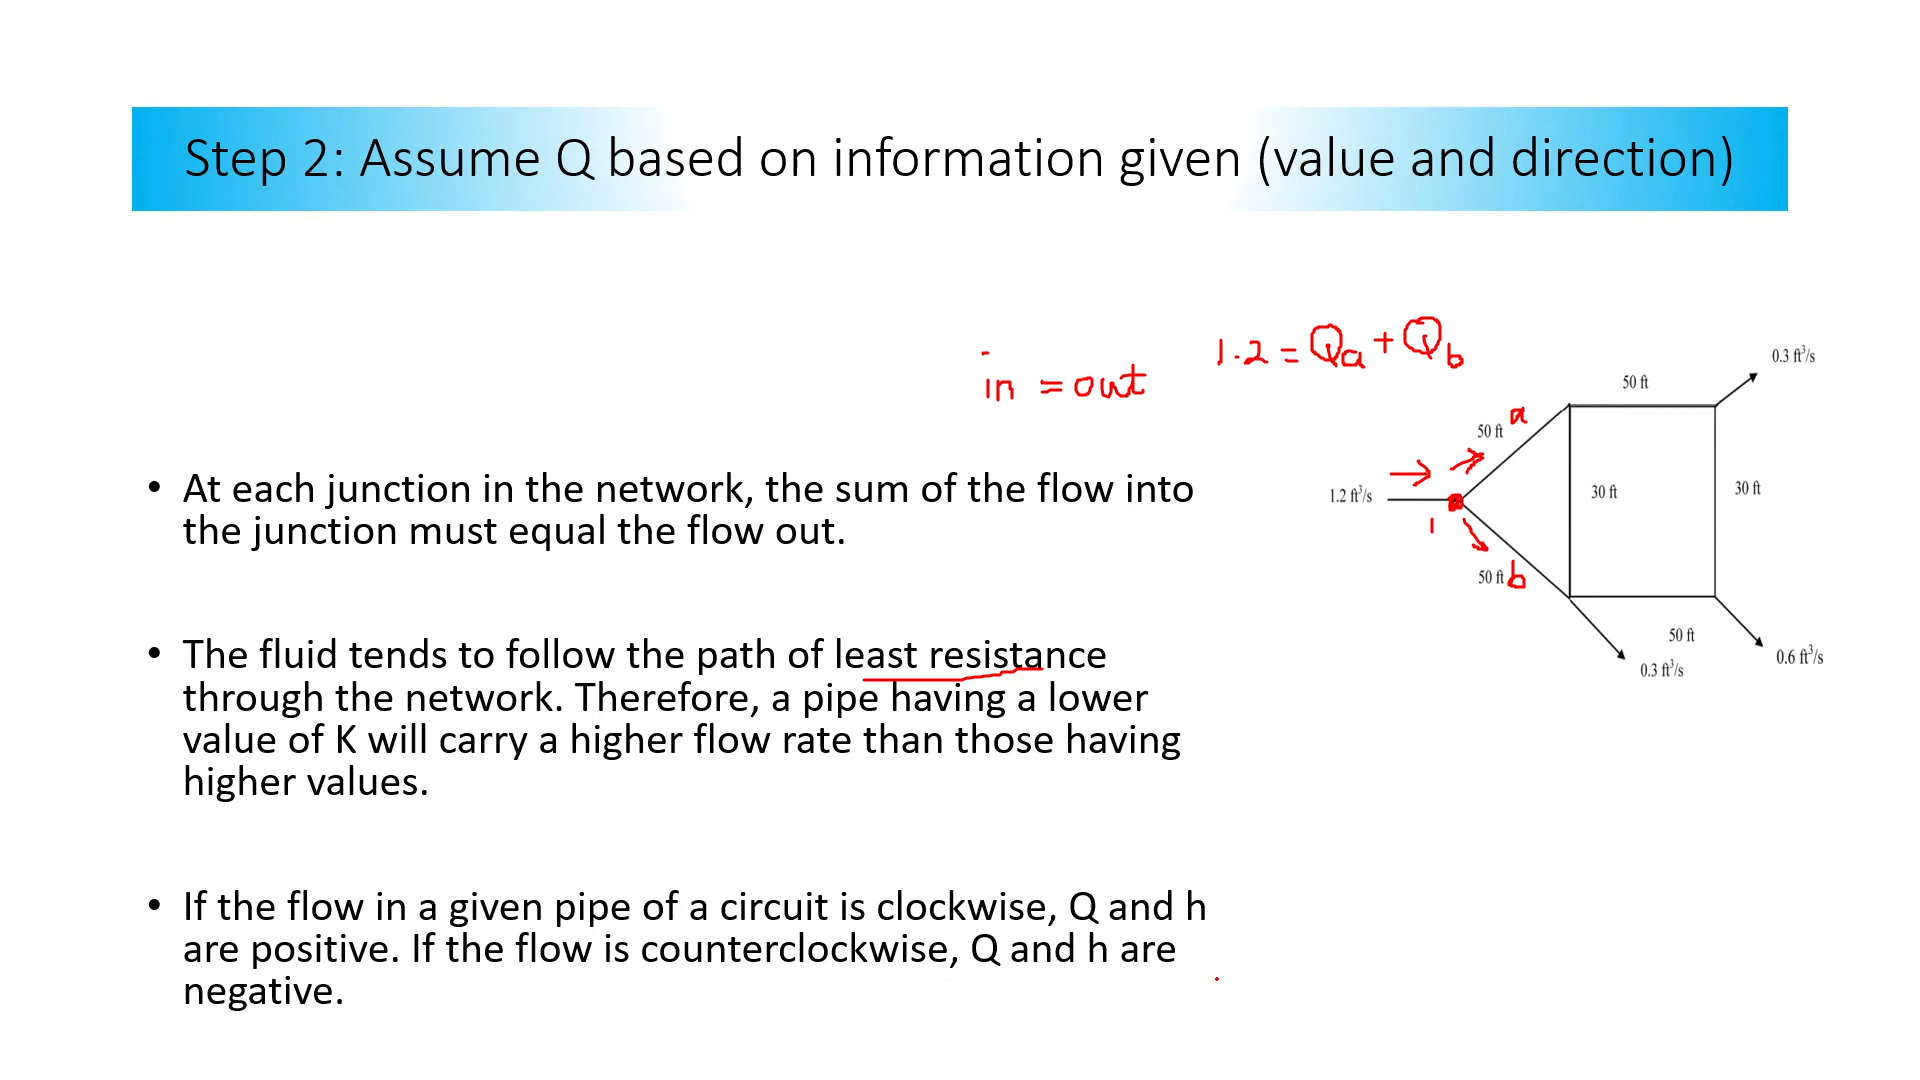 Step 2: Assume Q based on information given (value and direction)
1.2 = Qa + Qb
in = out
0.3 ft³/s
50 ft
a
50 ft
1.2 ft³/s
30 ft
30 ft
1
50 ft b
50 ft
0.3 ft³/s
0.6 ft³/s
• At each junction in the network, the sum of the flow into
the junction must equal the flow out.
• The fluid tends to follow the path of least resistance
through the network. Therefore, a pipe having a lower
value of K will carry a higher flow rate than those having
higher values.
• If the flow in a given pipe of a circuit is clockwise, Q and h
are positive. If the flow is counterclockwise, Q and h are
negative.